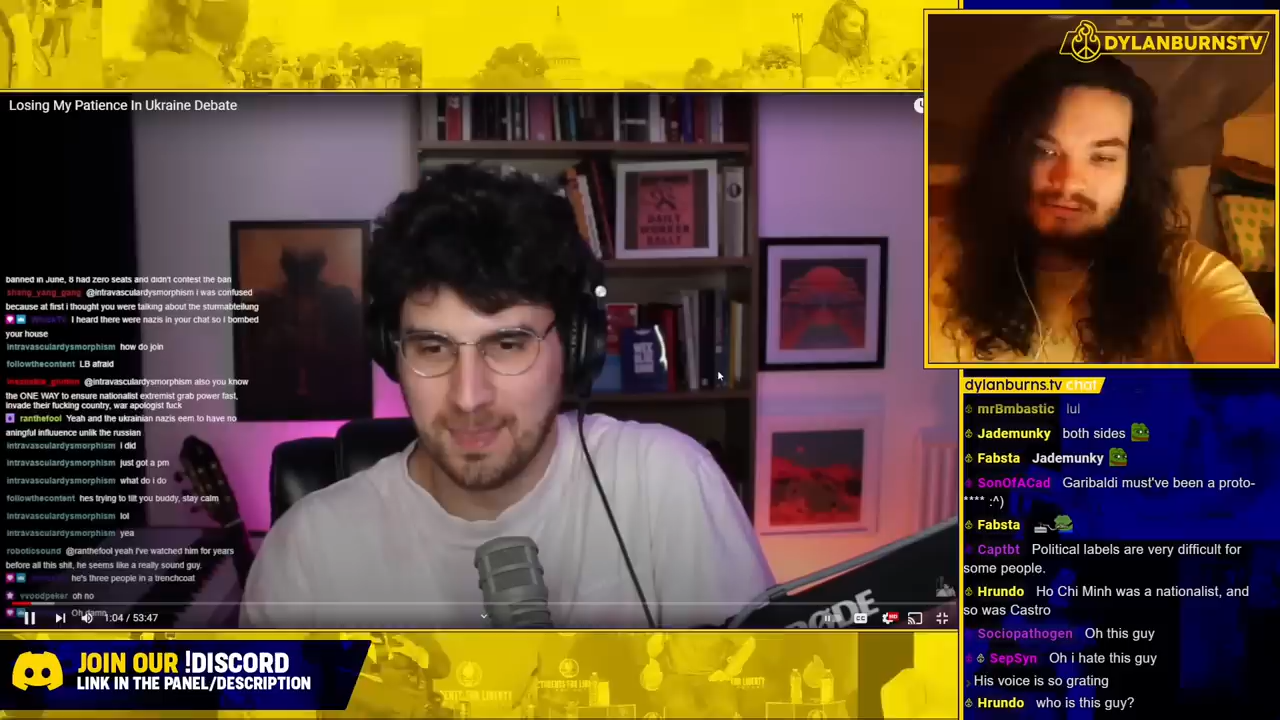 DYLANBURNSTV
Losing My Patience In Ukraine Debate
DAILY
WORKER
RALLY
banned in June, 8 had zero seats and didn't contest the ban
@intravasculardysmorphism i was confused
because at first i thought you were talking about the sturmabteilung
I heard there were nazis in your chat so I bombed
your house
intravasculardysmorphism how do join
followthecontent LB afraid
@intravasculardysmorphism also you know
the ONE WAY to ensure nationalist extremist grab power fast,
invade their fucking country, war apologist fuck
ranthefool Yeah and the ukrainian nazis eem to have no
aningful influuence unlik the russian
intravasculardysmorphism I did
intravasculardysmorphism just got a pm
intravasculardysmorphism what do i do
followthecontent hes trying to tilt you buddy, stay calm
intravasculardysmorphism lol
intravasculardysmorphism yea
roboticsound @ranthefool yeah I've watched him for years
before all this shit, he seems like a really sound guy.
he's three people in a trenchcoat
vvoodpeker oh no
Oh damn
1:04 / 53:47
RØDE
dylanburns.tv chat
mrBmbastic lul
Jademunky both sides
Fabsta Jademunky
SonOfACad Garibaldi must've been a proto-
**** :^)
Fabsta
Captbt Political labels are very difficult for
some people.
Hrundo Ho Chi Minh was a nationalist, and
so was Castro
Sociopathogen Oh this guy
SepSyn Oh i hate this guy
His voice is so grating
Hrundo who is this guy?
JOIN OUR !DISCORD
LINK IN THE PANEL/DESCRIPTION